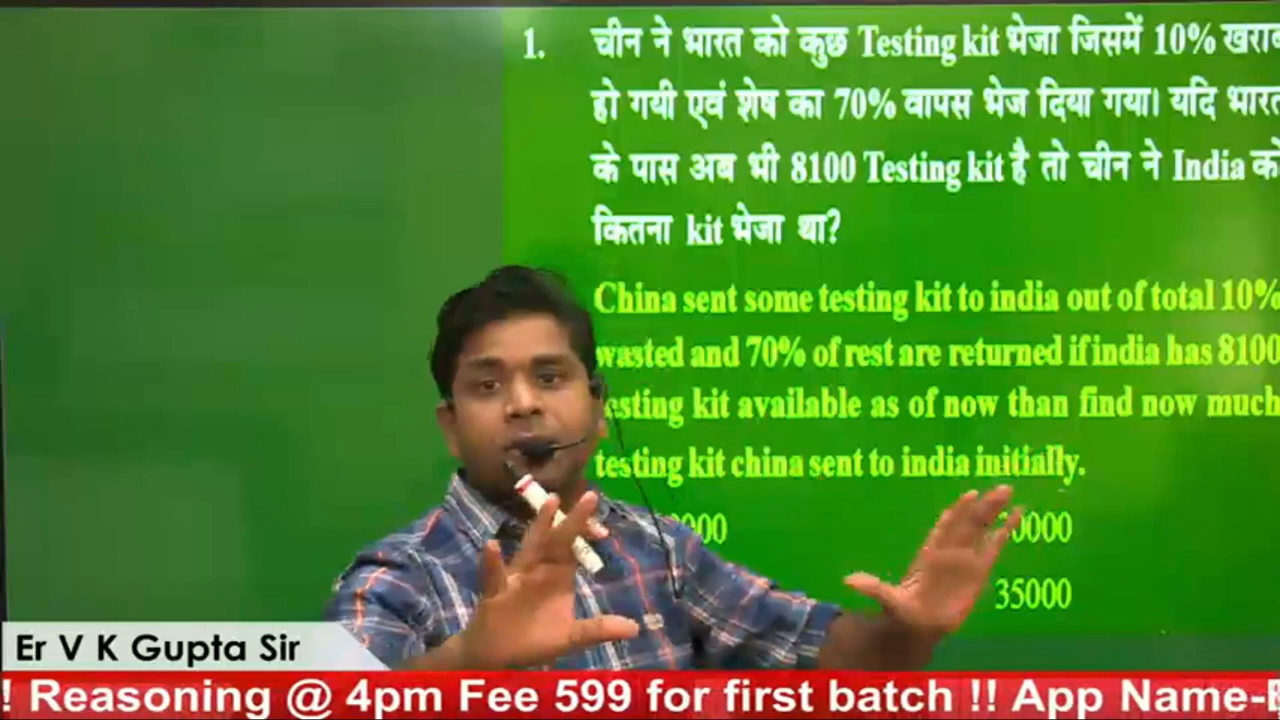 1. चीन ने भारत को कुछ Testing kit भेजा जिसमें 10% खराब
हो गयी एवं शेष का 70% वापस भेज दिया गया। यदि भारत
के पास अब भी 8100 Testing kit है तो चीन ने India को
कितना kit भेजा था?
China sent some testing kit to india out of total 10%
wasted and 70% of rest are returned if india has 8100
testing kit available as of now than find now much
testing kit china sent to india initially.
35000
Er V K Gupta Sir
! Reasoning @ 4pm Fee 599 for first batch !! App Name-